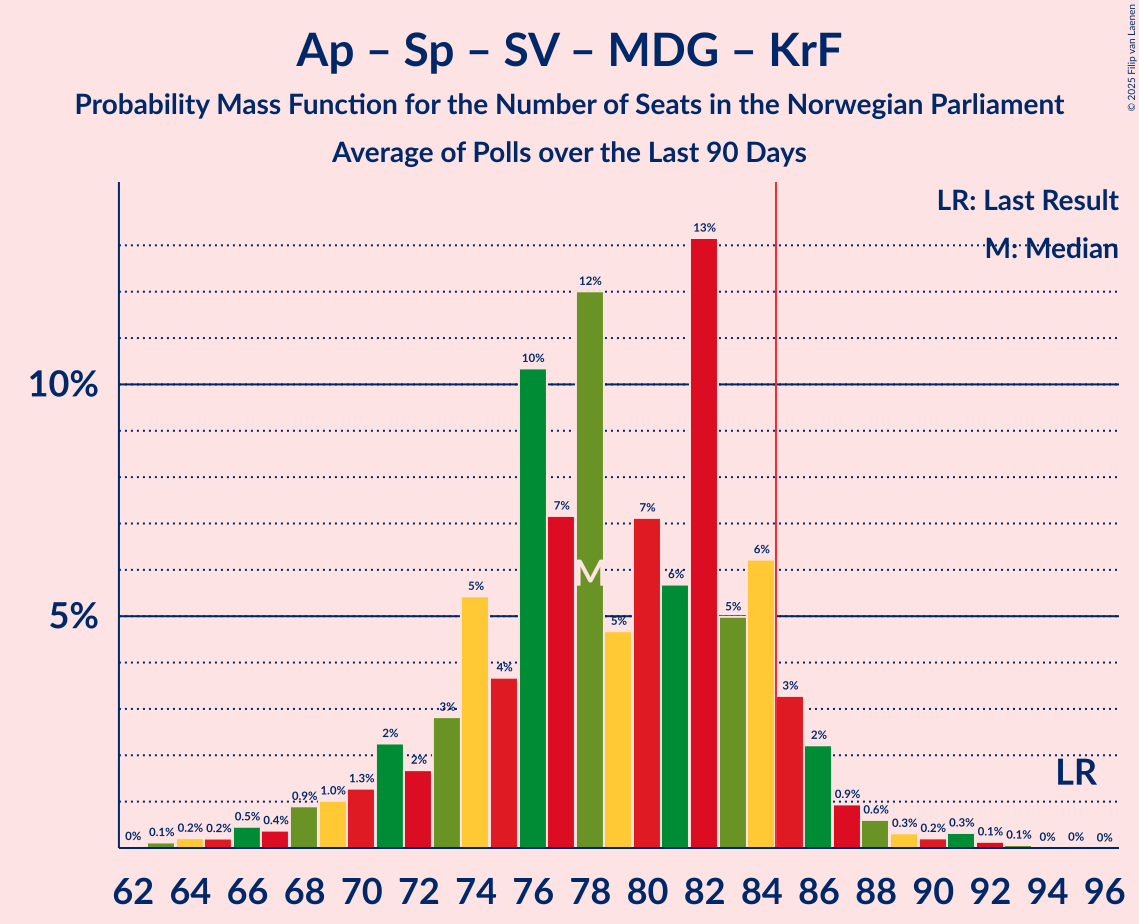 Ap – Sp – SV – MDG – KrF
Probability Mass Function for the Number of Seats in the Norwegian Parliament
Average of Polls over the Last 90 Days
© 2025 Filip van Laenen
LR: Last Result
M: Median
10%
5%
0% 0.1% 0.2% 0.2% 0.5% 0.4% 0.9% 1.0% 1.3% 2% 2% 3% 5% 4% 10% 7% 12% 5% 7% 6% 13% 5% 6% 3% 2% 0.9% 0.6% 0.3% 0.2% 0.3% 0.1% 0.1% 0% 0% 0%
M
LR
62 64 66 68 70 72 74 76 78 80 82 84 86 88 90 92 94 96